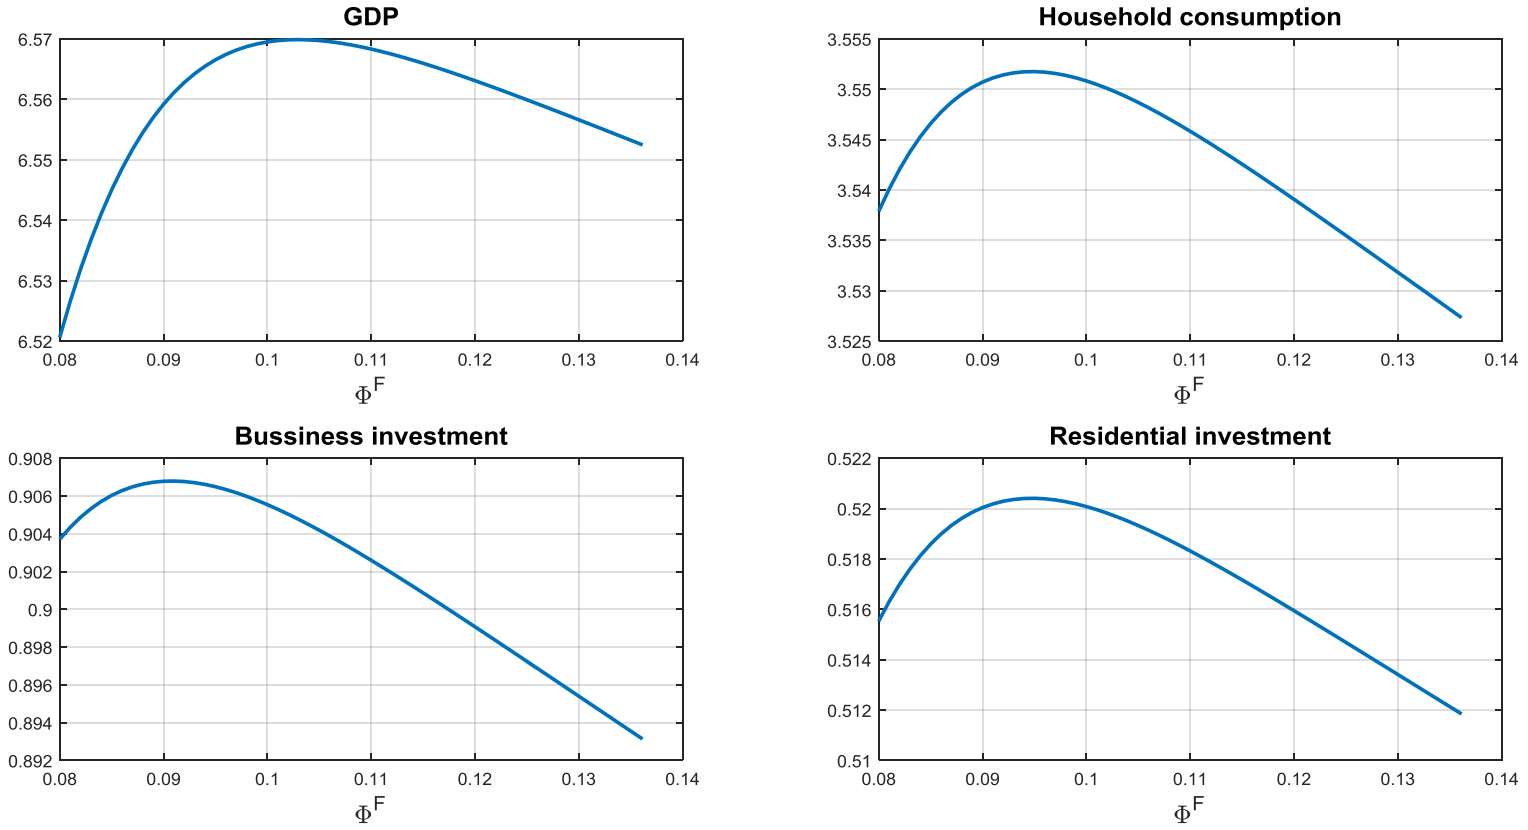 GDP
6.57
6.56
6.55
6.54
6.53
6.52
0.08 0.09 0.1 0.11 0.12 0.13 0.14
Φ^F
Household consumption
3.555
3.55
3.545
3.54
3.535
3.53
3.525
0.08 0.09 0.1 0.11 0.12 0.13 0.14
Φ^F
Bussiness investment
0.908
0.906
0.904
0.902
0.9
0.898
0.896
0.894
0.892
0.08 0.09 0.1 0.11 0.12 0.13 0.14
Φ^F
Residential investment
0.522
0.52
0.518
0.516
0.514
0.512
0.51
0.08 0.09 0.1 0.11 0.12 0.13 0.14
Φ^F